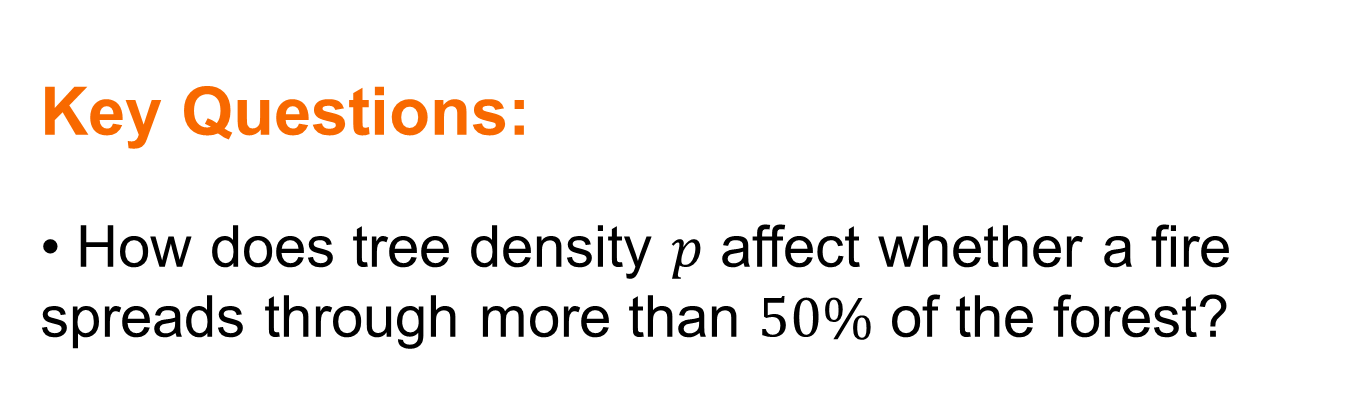 Key Questions:
• How does tree density p affect whether a fire
spreads through more than 50% of the forest?